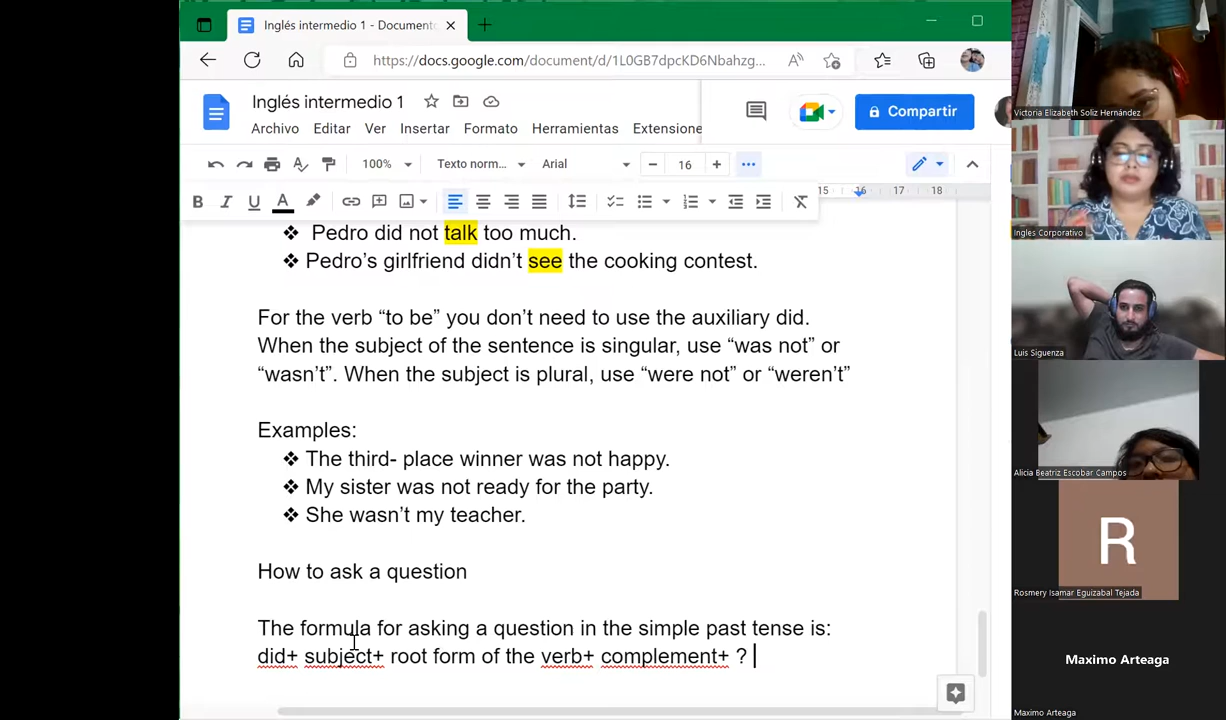 Inglés intermedio 1 - Document
https://docs.google.com/document/d/1L0GB7dpcKD6Nbahzg...
Inglés intermedio 1
Compartir
Archivo Editar Ver Insertar Formato Herramientas Extensione
100% Texto norm... Arial 16
15 16 17 18
❖ Pedro did not talk too much.
❖ Pedro’s girlfriend didn’t see the cooking contest.
For the verb “to be” you don’t need to use the auxiliary did.
When the subject of the sentence is singular, use “was not” or
“wasn’t”. When the subject is plural, use “were not” or “weren’t”
Examples:
❖ The third- place winner was not happy.
❖ My sister was not ready for the party.
❖ She wasn’t my teacher.
How to ask a question
The formula for asking a question in the simple past tense is:
did+ subject+ root form of the verb+ complement+ ?
Victoria Elizabeth Soliz Hernández
Ingles Corporativo
Luis Siguenza
Alicia Beatriz Escobar Campos
R
Rosmery Isamar Eguizabal Tejada
Maximo Arteaga
Maximo Arteaga